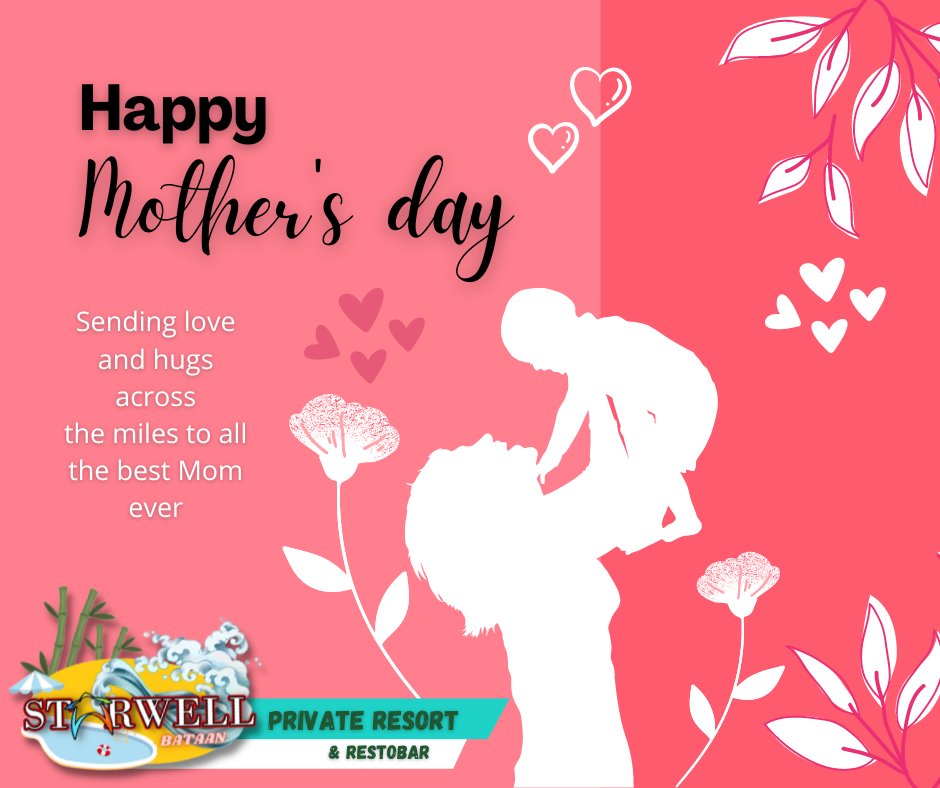 Happy
Mother's day
Sending love
and hugs
across
the miles to all
the best Mom
ever
STARWELL
BATAAN
PRIVATE RESORT
& RESTOBAR